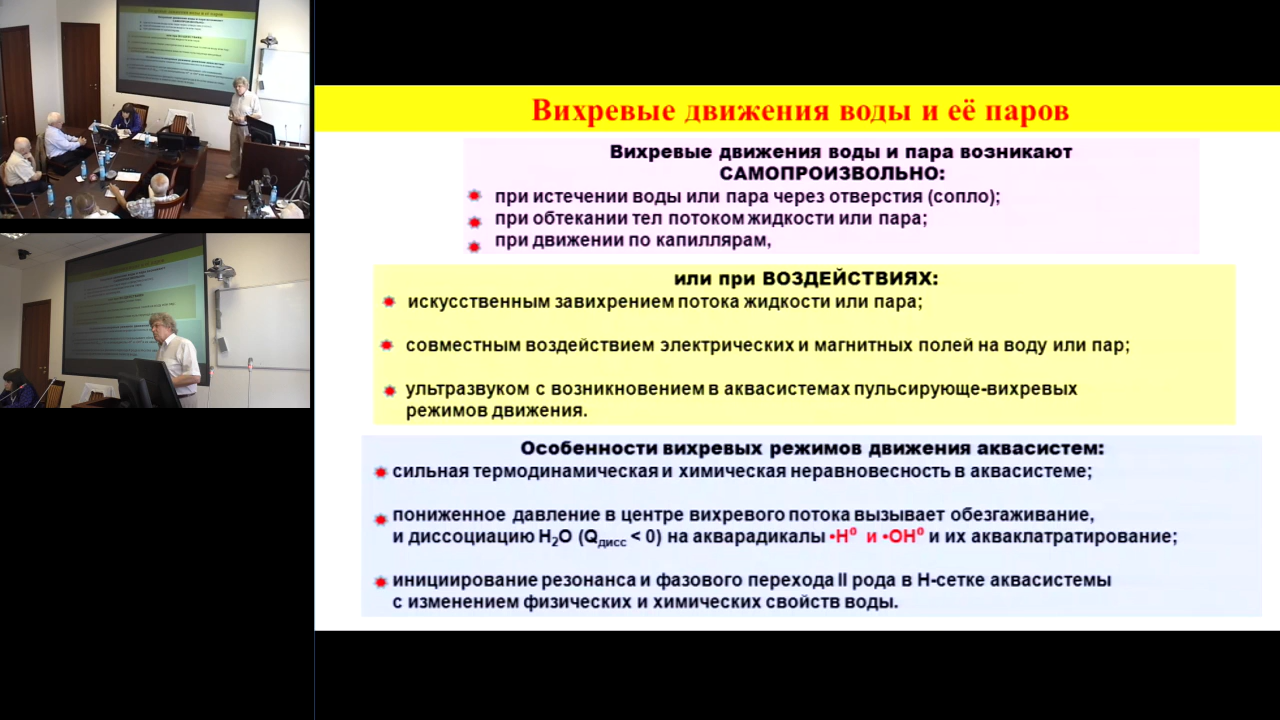 Вихревые движения воды и её паров
Вихревые движения воды и пара возникают
САМОПРОИЗВОЛЬНО:
при истечении воды или пара через отверстия (сопло);
при обтекании тел потоком жидкости или пара;
при движении по капиллярам,
или при ВОЗДЕЙСТВИЯХ:
искусственным завихрением потока жидкости или пара;
совместным воздействием электрических и магнитных полей на воду или пар;
ультразвуком с возникновением в аквасистемах пульсирующе-вихревых
режимов движения.
Особенности вихревых режимов движения аквасистем:
сильная термодинамическая и химическая неравновесность в аквасистеме;
пониженное давление в центре вихревого потока вызывает обезгаживание,
и диссоциацию H₂O (Qдисс < 0) на акварадикалы •Hº и •OHº и их акваклатратирование;
инициирование резонанса и фазового перехода II рода в Н-сетке аквасистемы
с изменением физических и химических свойств воды.